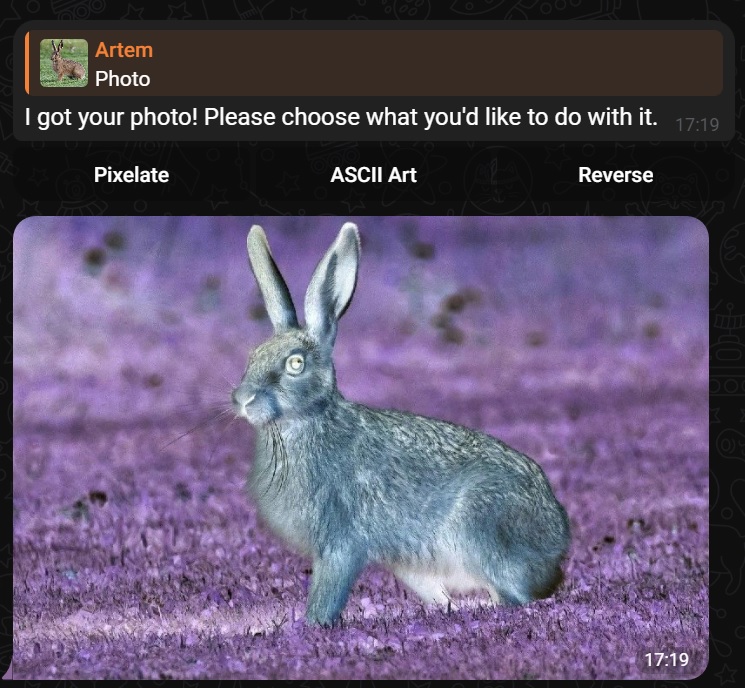 Artem
Photo
I got your photo! Please choose what you'd like to do with it.
17:19
Pixelate ASCII Art Reverse
17:19